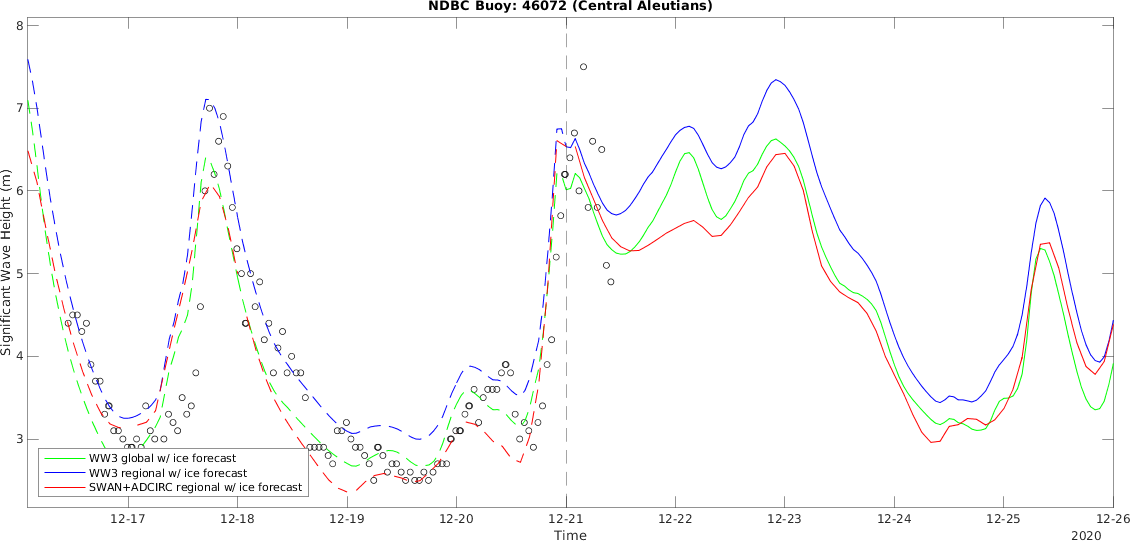 NDBC Buoy: 46072 (Central Aleutians)
8
7
6
5
4
3
Significant Wave Height (m)
WW3 global w/ ice forecast
WW3 regional w/ ice forecast
SWAN+ADCIRC regional w/ ice forecast
12-17 12-18 12-19 12-20 12-21 12-22 12-23 12-24 12-25 12-26
Time
2020